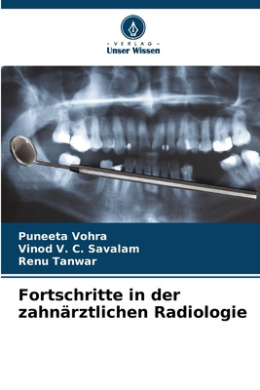 • VERLAG •
Unser Wissen
Puneeta Vohra
Vinod V. C. Savalam
Renu Tanwar
Fortschritte in der
zahnärztlichen Radiologie